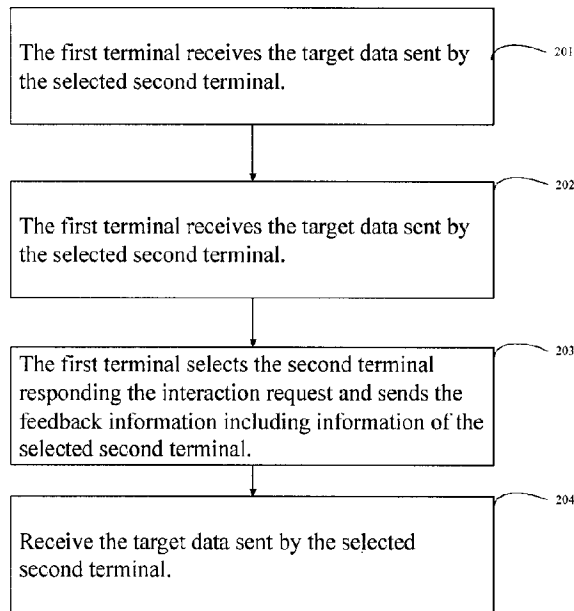 The first terminal receives the target data sent by
the selected second terminal.
201
The first terminal receives the target data sent by
the selected second terminal.
202
The first terminal selects the second terminal
responding the interaction request and sends the
feedback information including information of the
selected second terminal.
203
Receive the target data sent by the selected
second terminal.
204